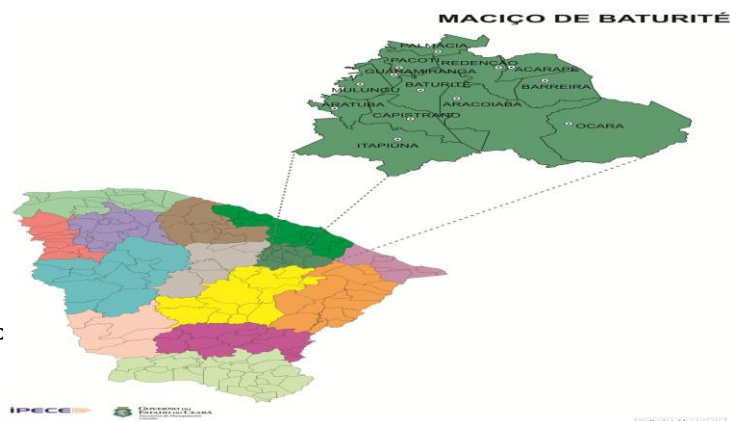 MACIÇO DE BATURITÉ
PALMÁCIA
PACOTI
REDENÇÃO
GUARAMIRANGA
ACARAPE
MULUNGU
BATURITÉ
BARREIRA
ARATUBA
ARACOIABA
CAPISTRANO
OCARA
ITAPIÚNA
IPECE
GOVERNO DO
ESTADO DO CEARÁ